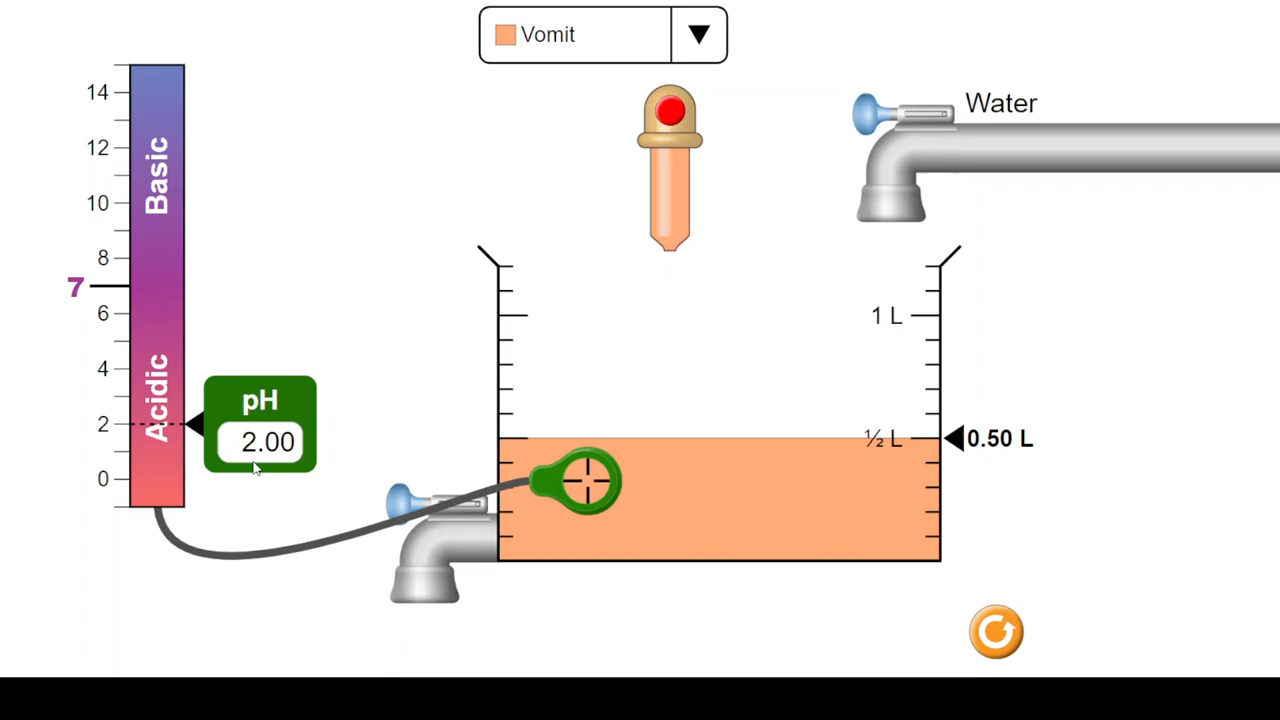 Vomit
Water
14
12
10
8
7
6
4
2
0
Basic
Acidic
pH
2.00
1 L
½ L
0.50 L